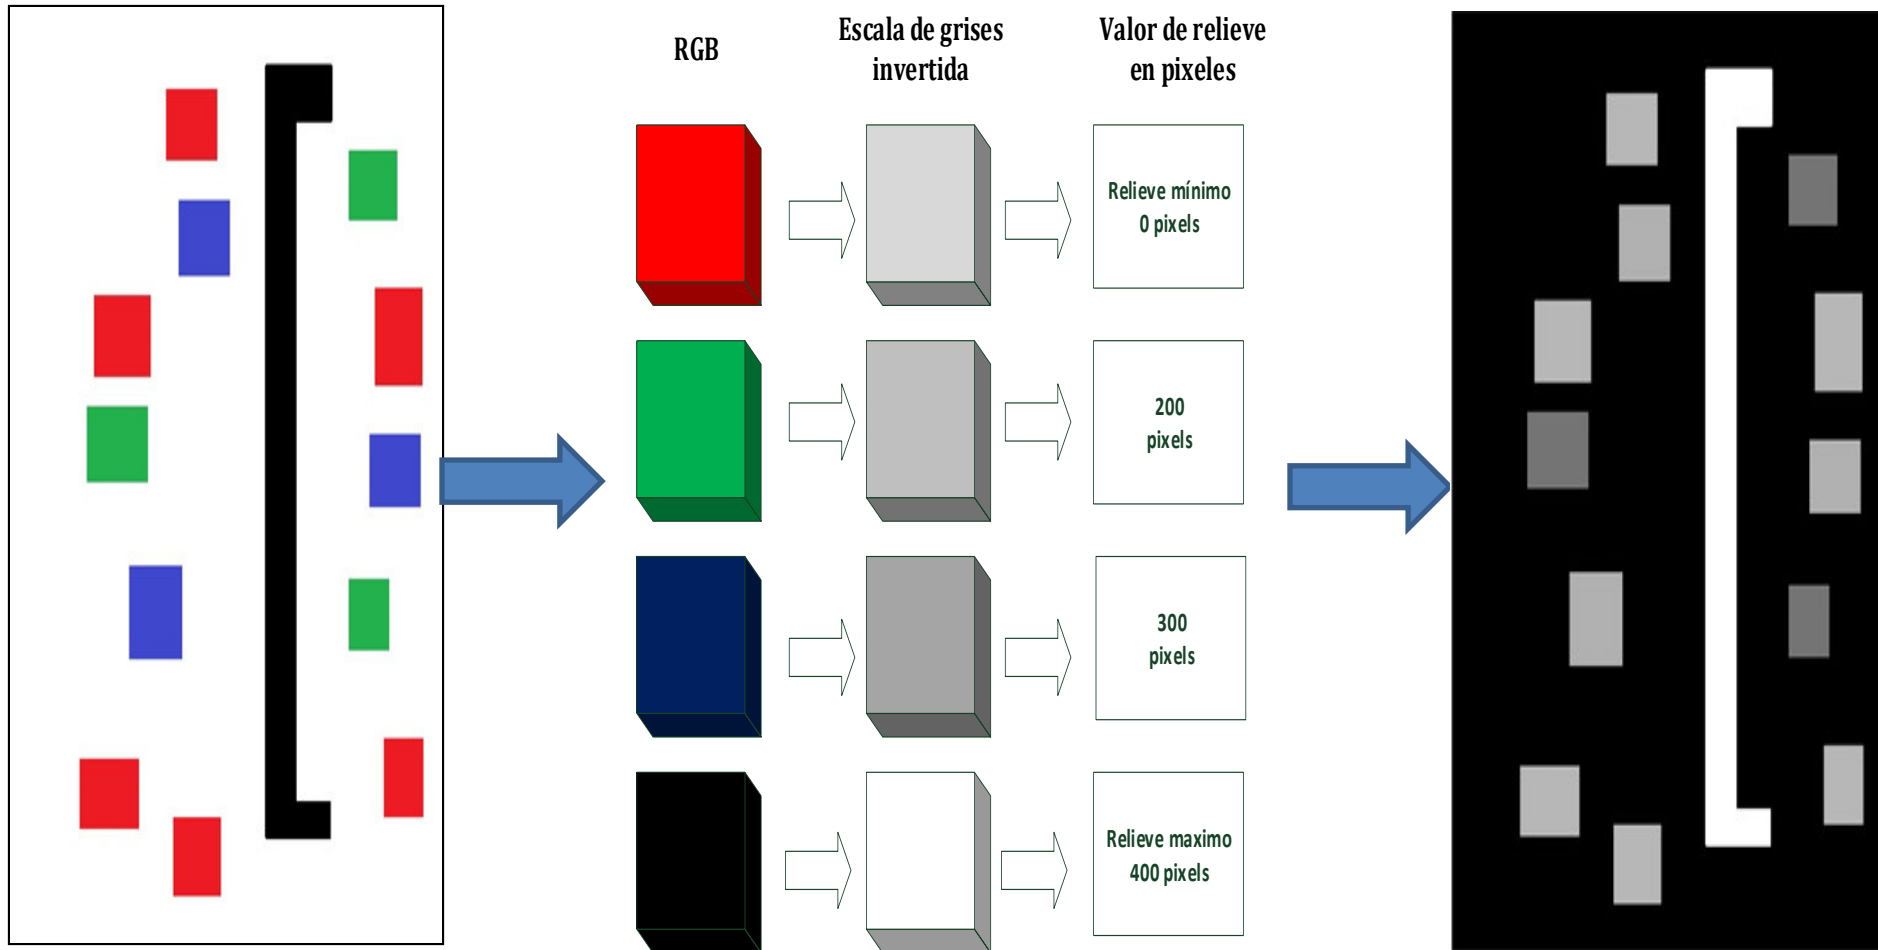 RGB
Escala de grises
invertida
Valor de relieve
en pixeles
Relieve mínimo
0 pixels
200
pixels
300
pixels
Relieve maximo
400 pixels